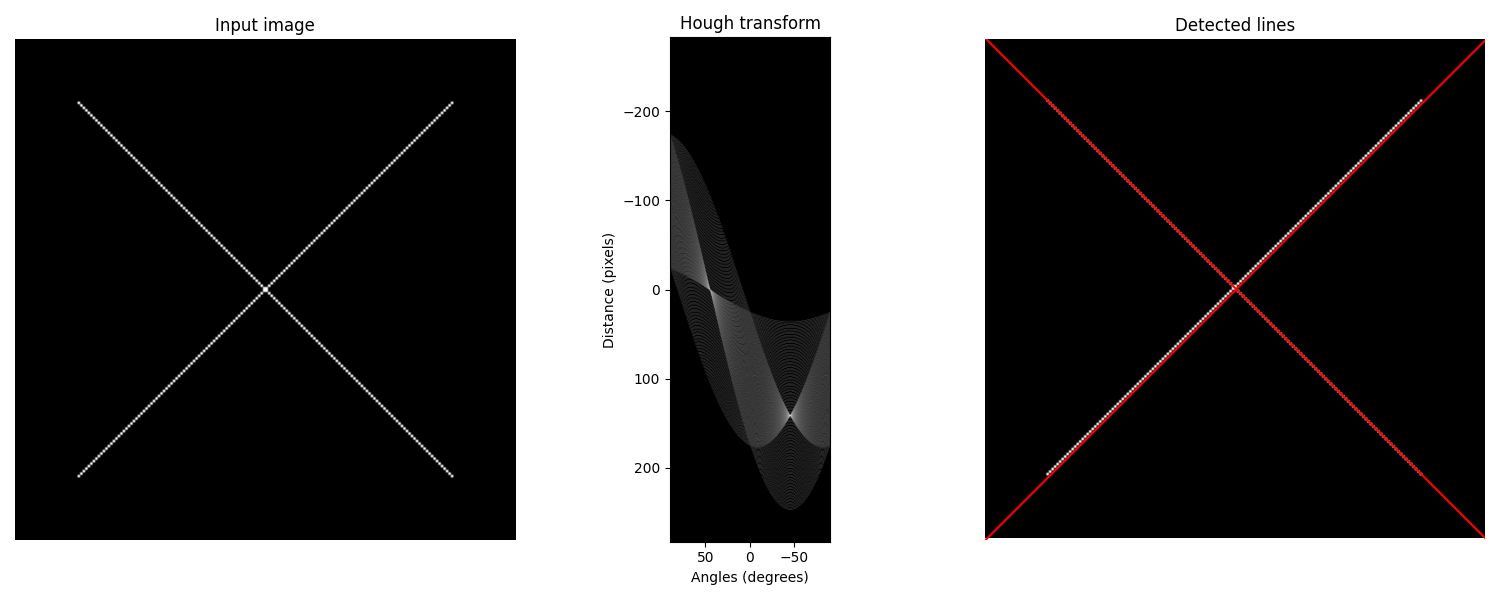 Input image
Hough transform
Detected lines
−200
−100
0
100
200
Distance (pixels)
50 0 −50
Angles (degrees)